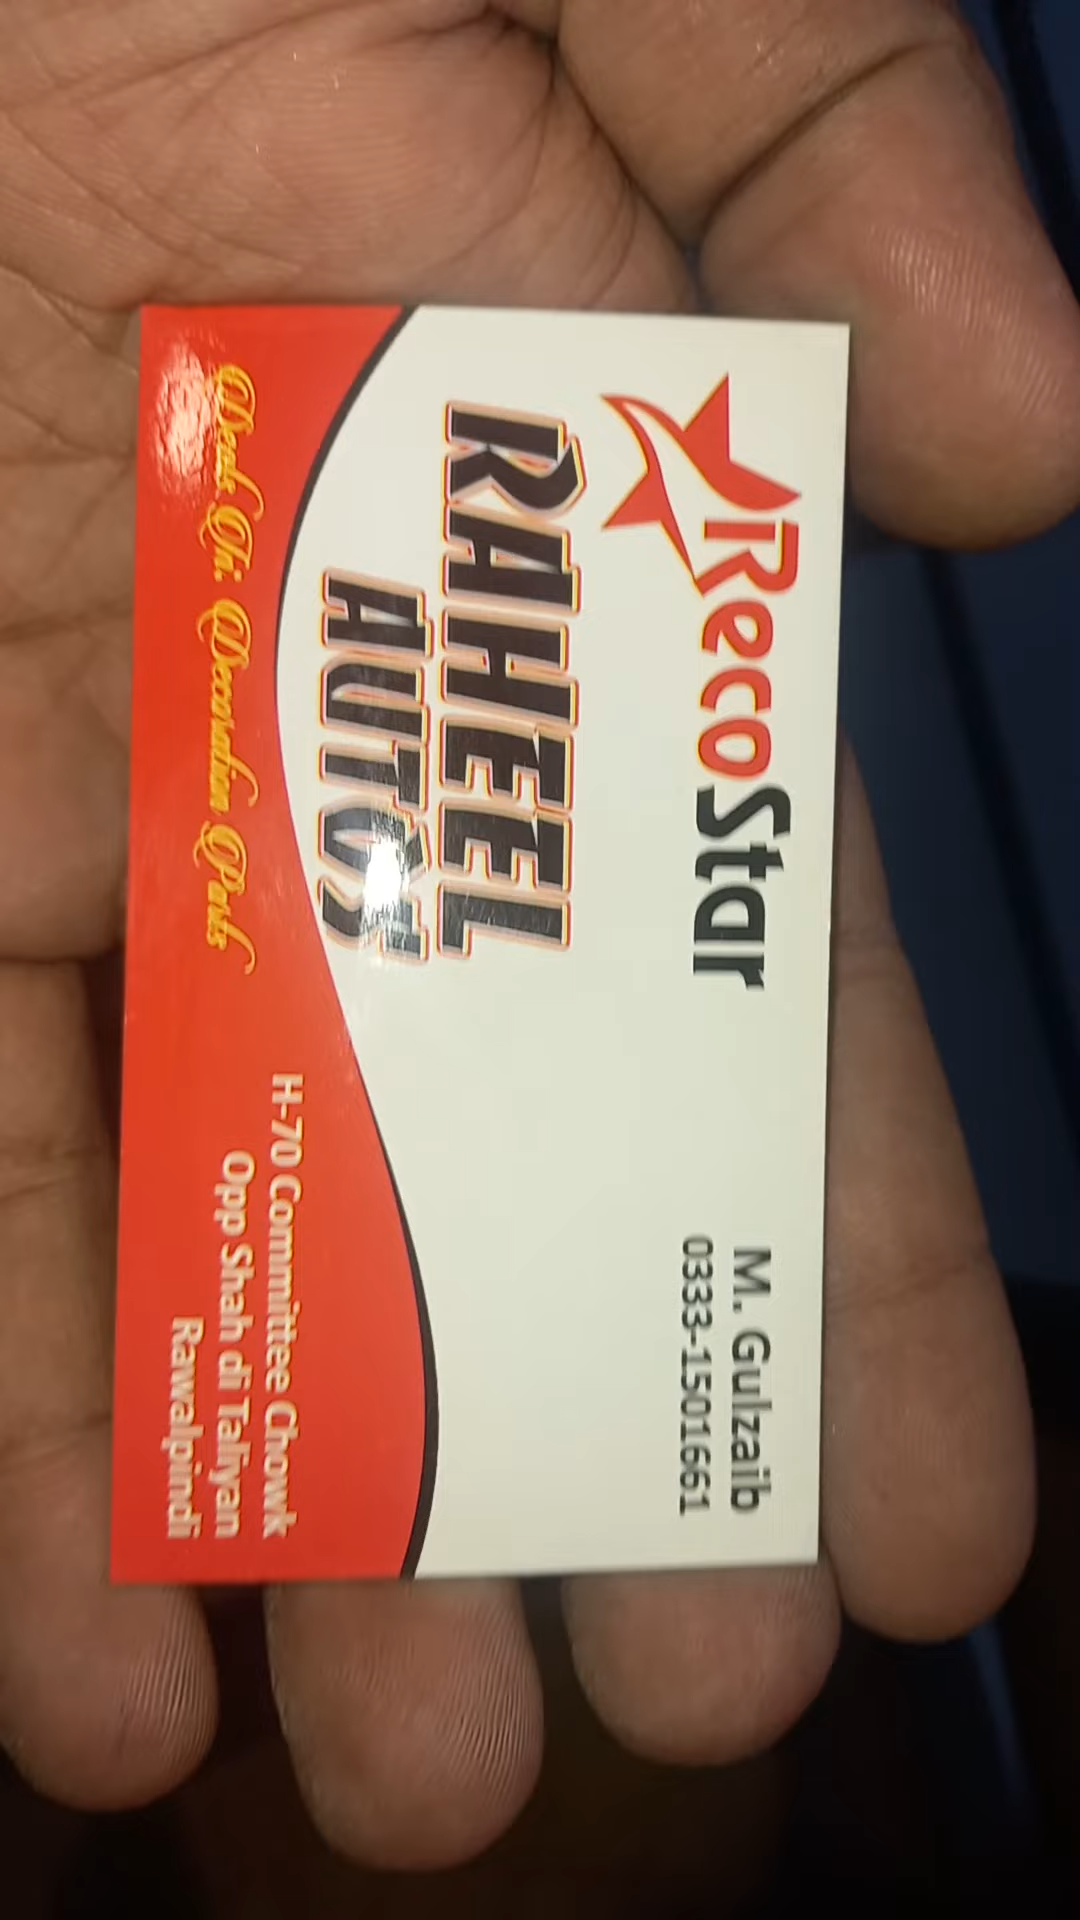 RecoStar
M. Gulzaib
0333-1501661
RAHEEL
AUTOS
Deals In: Decoration Parts
H-70 Committee Chowk
Opp Shah di Taliyan
Rawalpindi